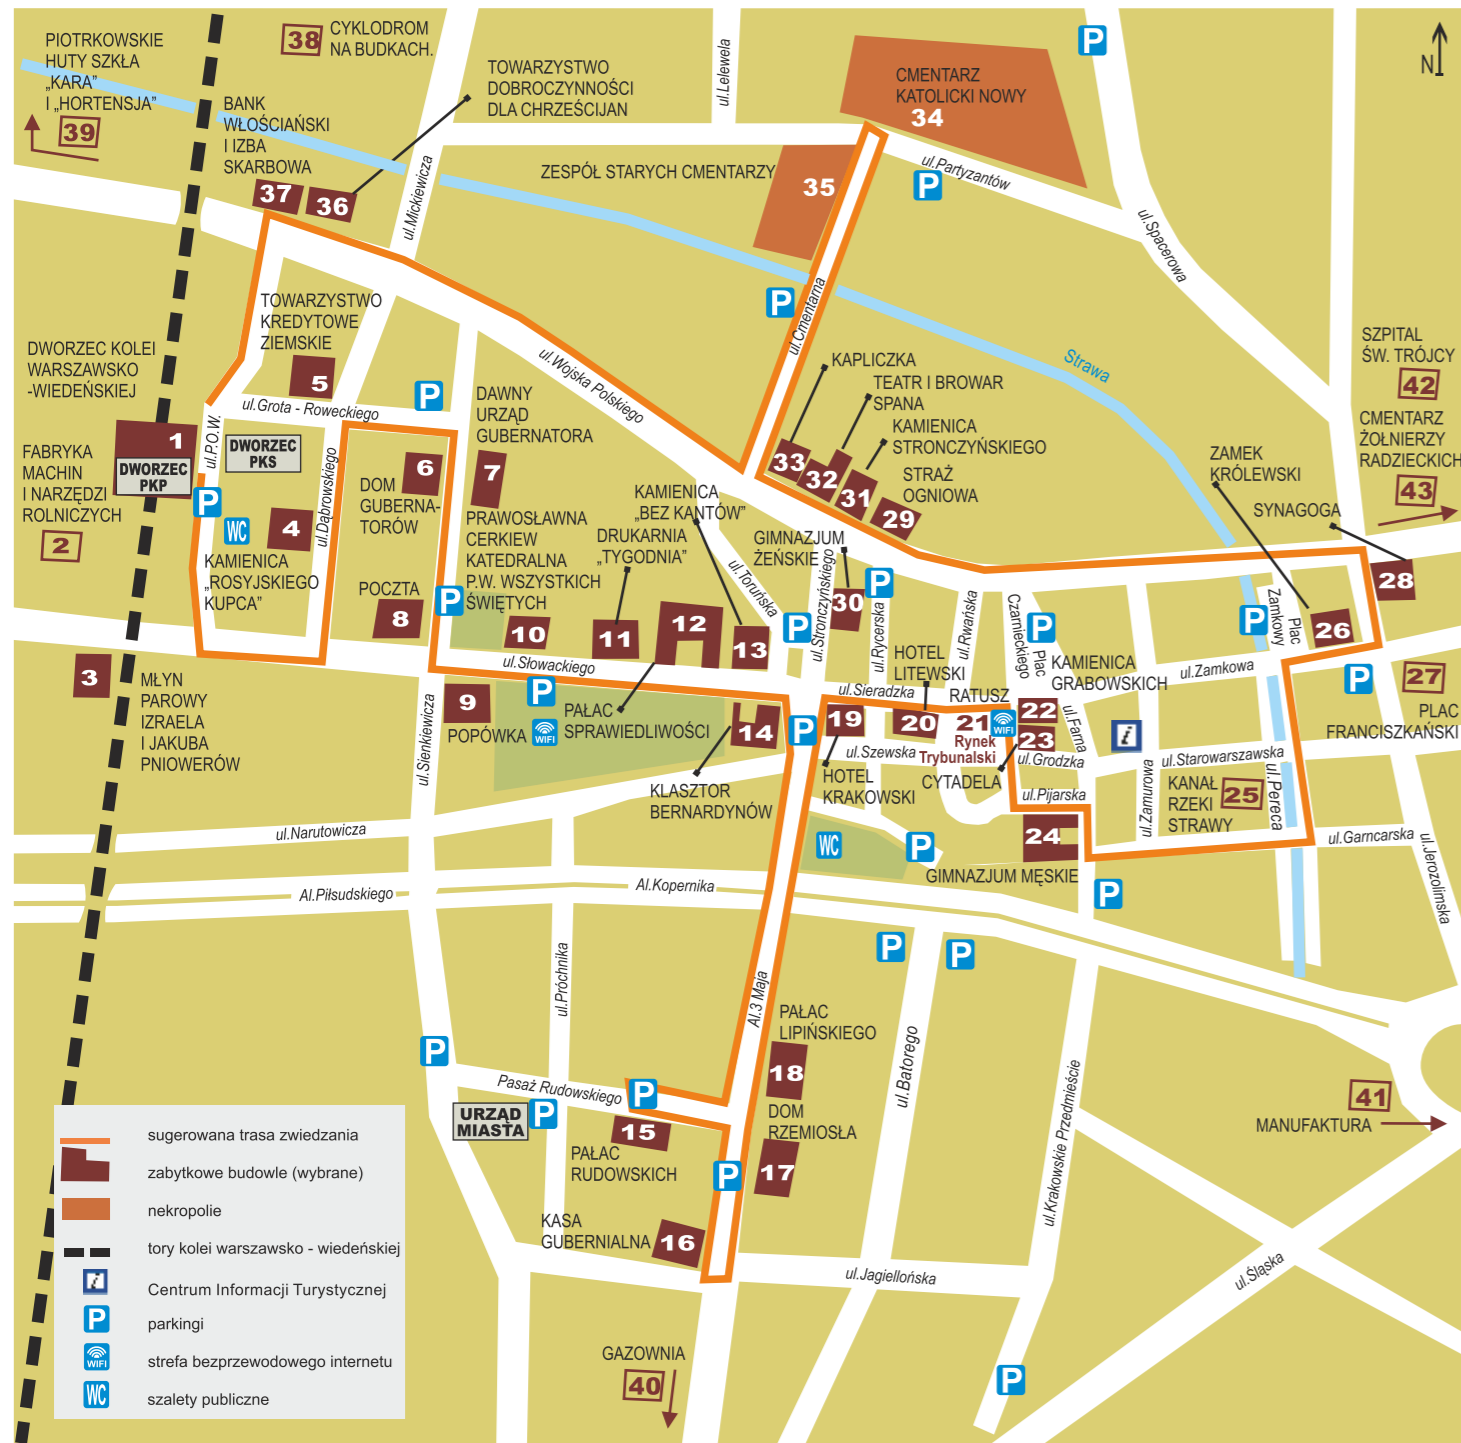 PIOTRKOWSKIE
HUTY SZKŁA
„KARA”
I „HORTENSJA”
39
38
CYKLODROM
NA BUDKACH.
BANK
WŁOŚCIAŃSKI
I IZBA
SKARBOWA
37
36
TOWARZYSTWO
DOBROCZYNNOŚCI
DLA CHRZEŚCIJAN
ul.Mickiewicza
ul.Lelewela
P
CMENTARZ
KATOLICKI NOWY
34
N
ZESPÓŁ STARYCH CMENTARZY
35
ul.Partyzantów
P
ul.Spacerowa
TOWARZYSTWO
KREDYTOWE
ZIEMSKIE
5
P
ul.Cmentarna
Strawa
DWORZEC KOLEI
WARSZAWSKO
-WIEDEŃSKIEJ
1
DWORZEC
PKP
ul.P.O.W.
ul.Grota - Roweckiego
P
ul.Wojska Polskiego
KAPLICZKA
TEATR I BROWAR
SPANA
KAMIENICA
STRONCZYŃSKIEGO
STRAŻ
OGNIOWA
33
32
31
29
SZPITAL
ŚW. TRÓJCY
42
CMENTARZ
ŻOŁNIERZY
RADZIECKICH
43
ZAMEK
KRÓLEWSKI
SYNAGOGA
FABRYKA
MACHIN
I NARZĘDZI
ROLNICZYCH
2
DWORZEC
PKS
P
WC
4
KAMIENICA
„ROSYJSKIEGO
KUPCA”
ul.Dąbrowskiego
DOM
GUBERNA-
TORÓW
6
DAWNY
URZĄD
GUBERNATORA
7
POCZTA
8
P
PRAWOSŁAWNA
CERKIEW
KATEDRALNA
P.W. WSZYSTKICH
ŚWIĘTYCH
10
DRUKARNIA
„TYGODNIA”
11
KAMIENICA
„BEZ KANTÓW”
12
13
ul.Toruńska
P
GIMNAZJUM
ŻEŃSKIE
30
ul.Stronczyńskiego
P
ul.Rycerska
ul.Rwańska
Plac
Czarnieckiego
P
P
Plac
Zamkowy
26
28
3
MŁYN
PAROWY
IZRAELA
I JAKUBA
PNIOWERÓW
ul.Słowackiego
ul.Sienkiewicza
9
POPÓWKA
P
WIFI
PAŁAC
SPRAWIEDLIWOŚCI
14
KLASZTOR
BERNARDYNÓW
P
ul.Sieradzka
19
HOTEL
LITEWSKI
20
RATUSZ
21
Rynek
Trybunalski
WIFI
22
23
KAMIENICA
GRABOWSKICH
ul.Farna
ul.Zamkowa
P
27
PLAC
FRANCISZKAŃSKI
ul.Szewska
HOTEL
KRAKOWSKI
CYTADELA
ul.Grodzka
ul.Starowarszawska
ul.Pijarska
ul.Zamurowa
KANAŁ
RZEKI
STRAWY
25
ul.Pereca
ul.Garncarska
ul.Jerozolimska
ul.Narutowicza
WC
P
24
GIMNAZJUM MĘSKIE
P
Al.Piłsudskiego
Al.Kopernika
ul.Próchnika
P
P
Al.3 Maja
PAŁAC
LIPIŃSKIEGO
18
DOM
RZEMIOSŁA
17
ul.Batorego
ul.Krakowskie Przedmieście
P
Pasaż Rudowskiego
URZĄD
MIASTA
P
P
15
PAŁAC
RUDOWSKICH
P
KASA
GUBERNIALNA
16
ul.Jagiellońska
41
MANUFAKTURA
ul.Śląska
GAZOWNIA
40
P
sugerowana trasa zwiedzania
zabytkowe budowle (wybrane)
nekropolie
tory kolei warszawsko - wiedeńskiej
Centrum Informacji Turystycznej
P
parkingi
WIFI
strefa bezprzewodowego internetu
WC
szalety publiczne